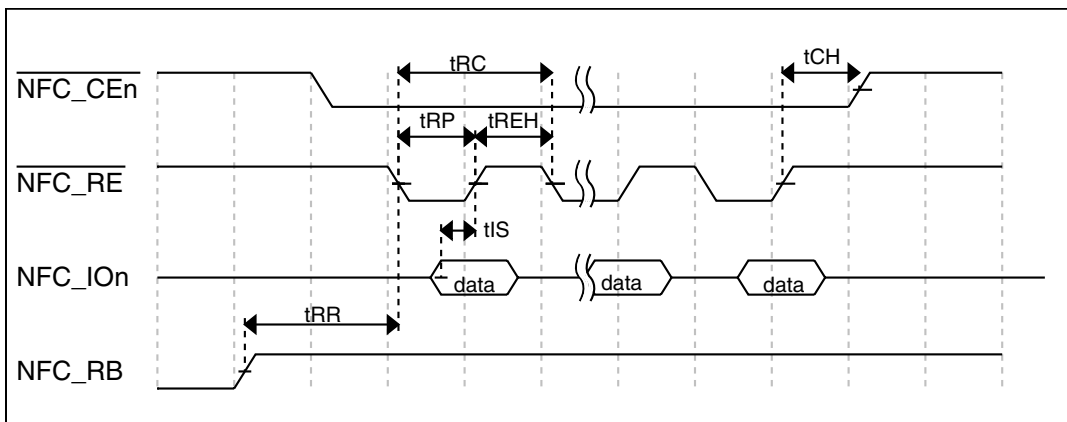 tRC
tCH
NFC_CEn
tRP
tREH
NFC_RE
tIS
NFC_IOn
data
data
data
tRR
NFC_RB